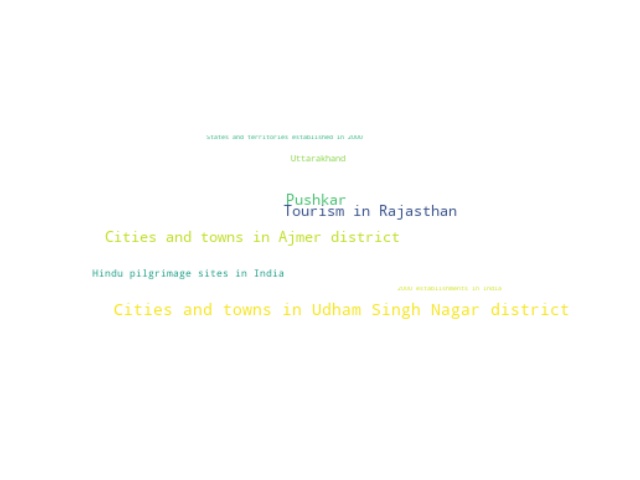 States and territories established in 2000
Uttarakhand
Pushkar
Tourism in Rajasthan
Cities and towns in Ajmer district
Hindu pilgrimage sites in India
2000 establishments in India
Cities and towns in Udham Singh Nagar district